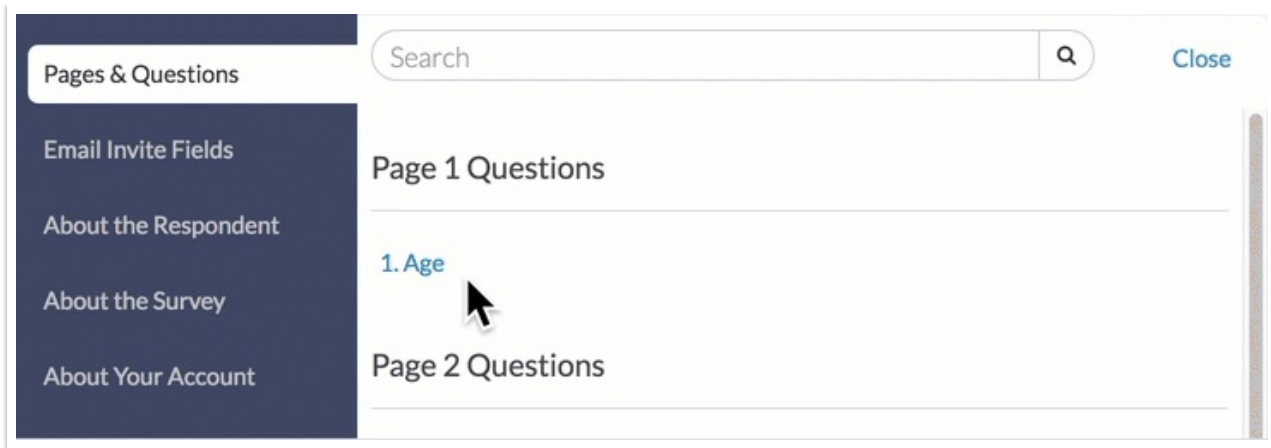 Pages & Questions
Email Invite Fields
About the Respondent
About the Survey
About Your Account
Search
Close
Page 1 Questions
1. Age
Page 2 Questions